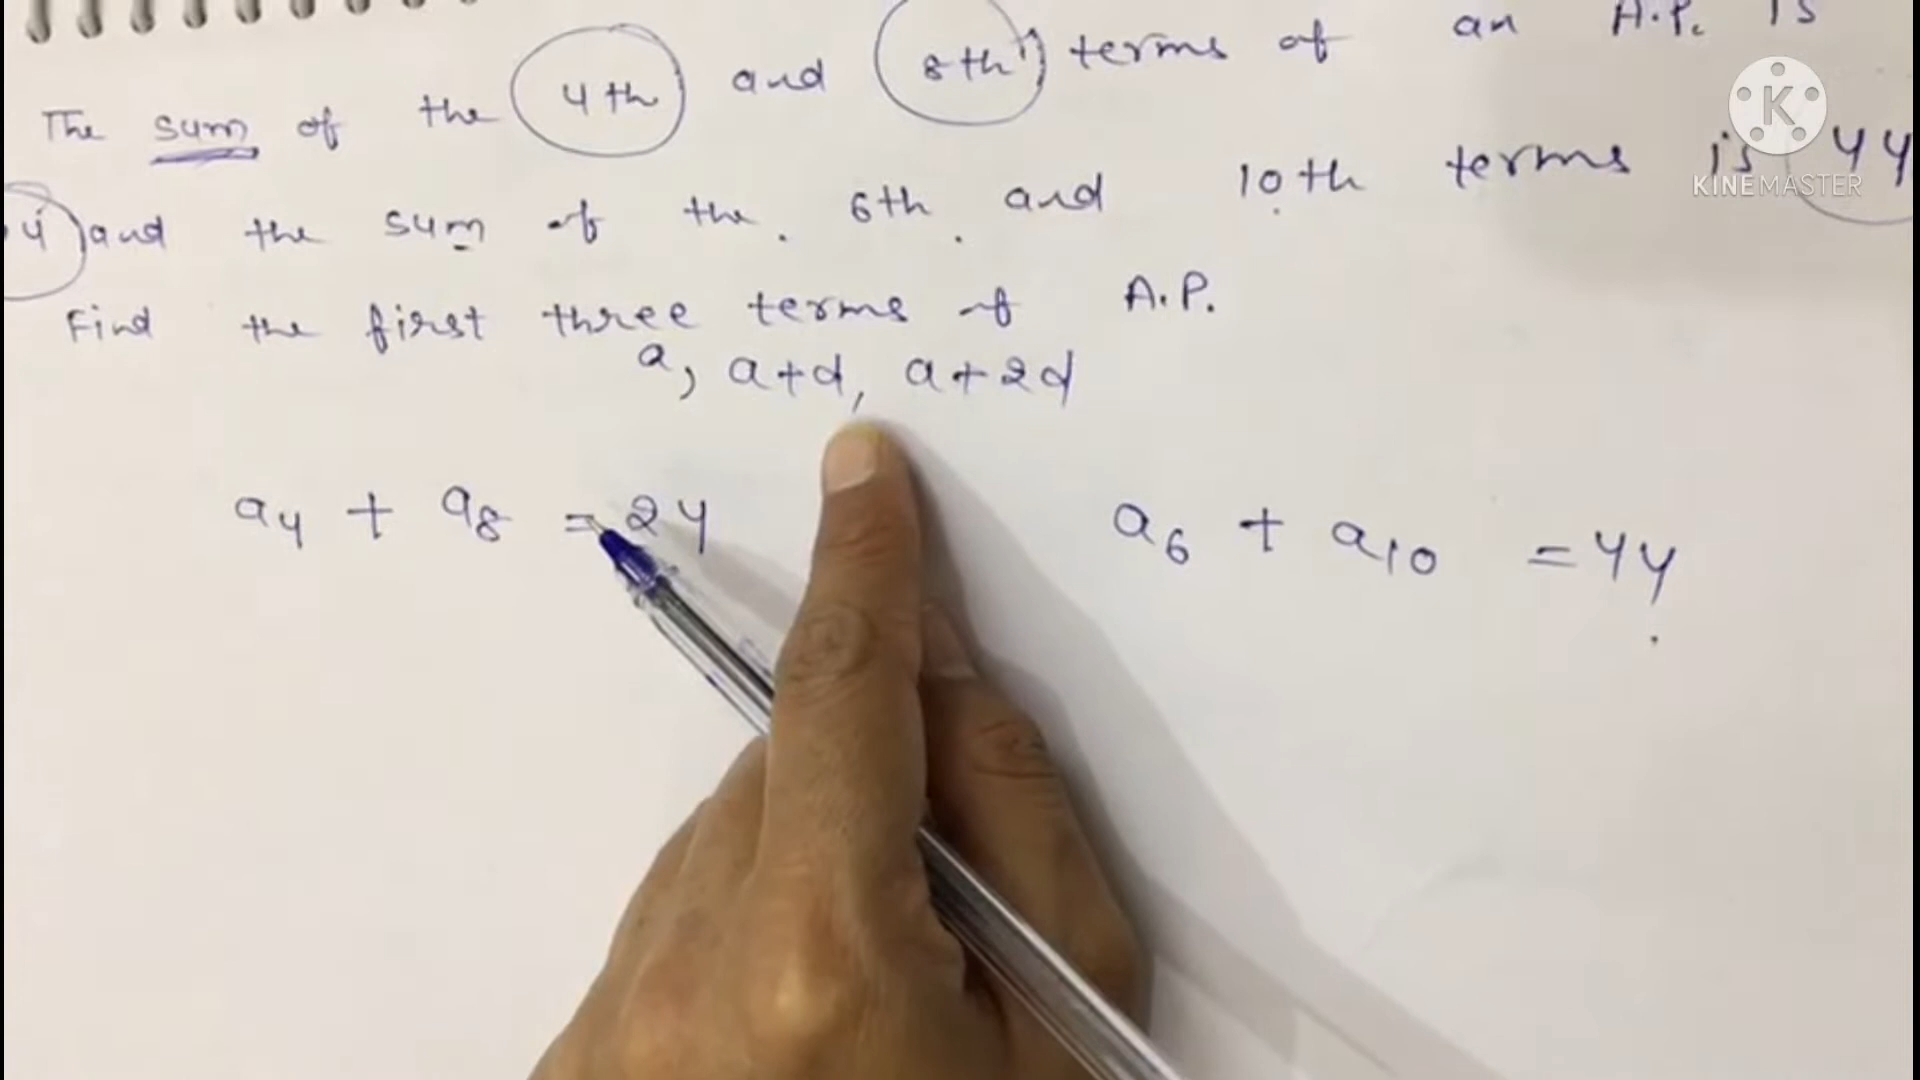 The sum of the 4th and 8th terms of an A.P. is
4 and the sum of the 6th and 10th terms is 44
Find the first three terms of A.P.
a, a+d, a+2d
a4 + a8 = 24
a6 + a10 = 44
K
KINEMASTER